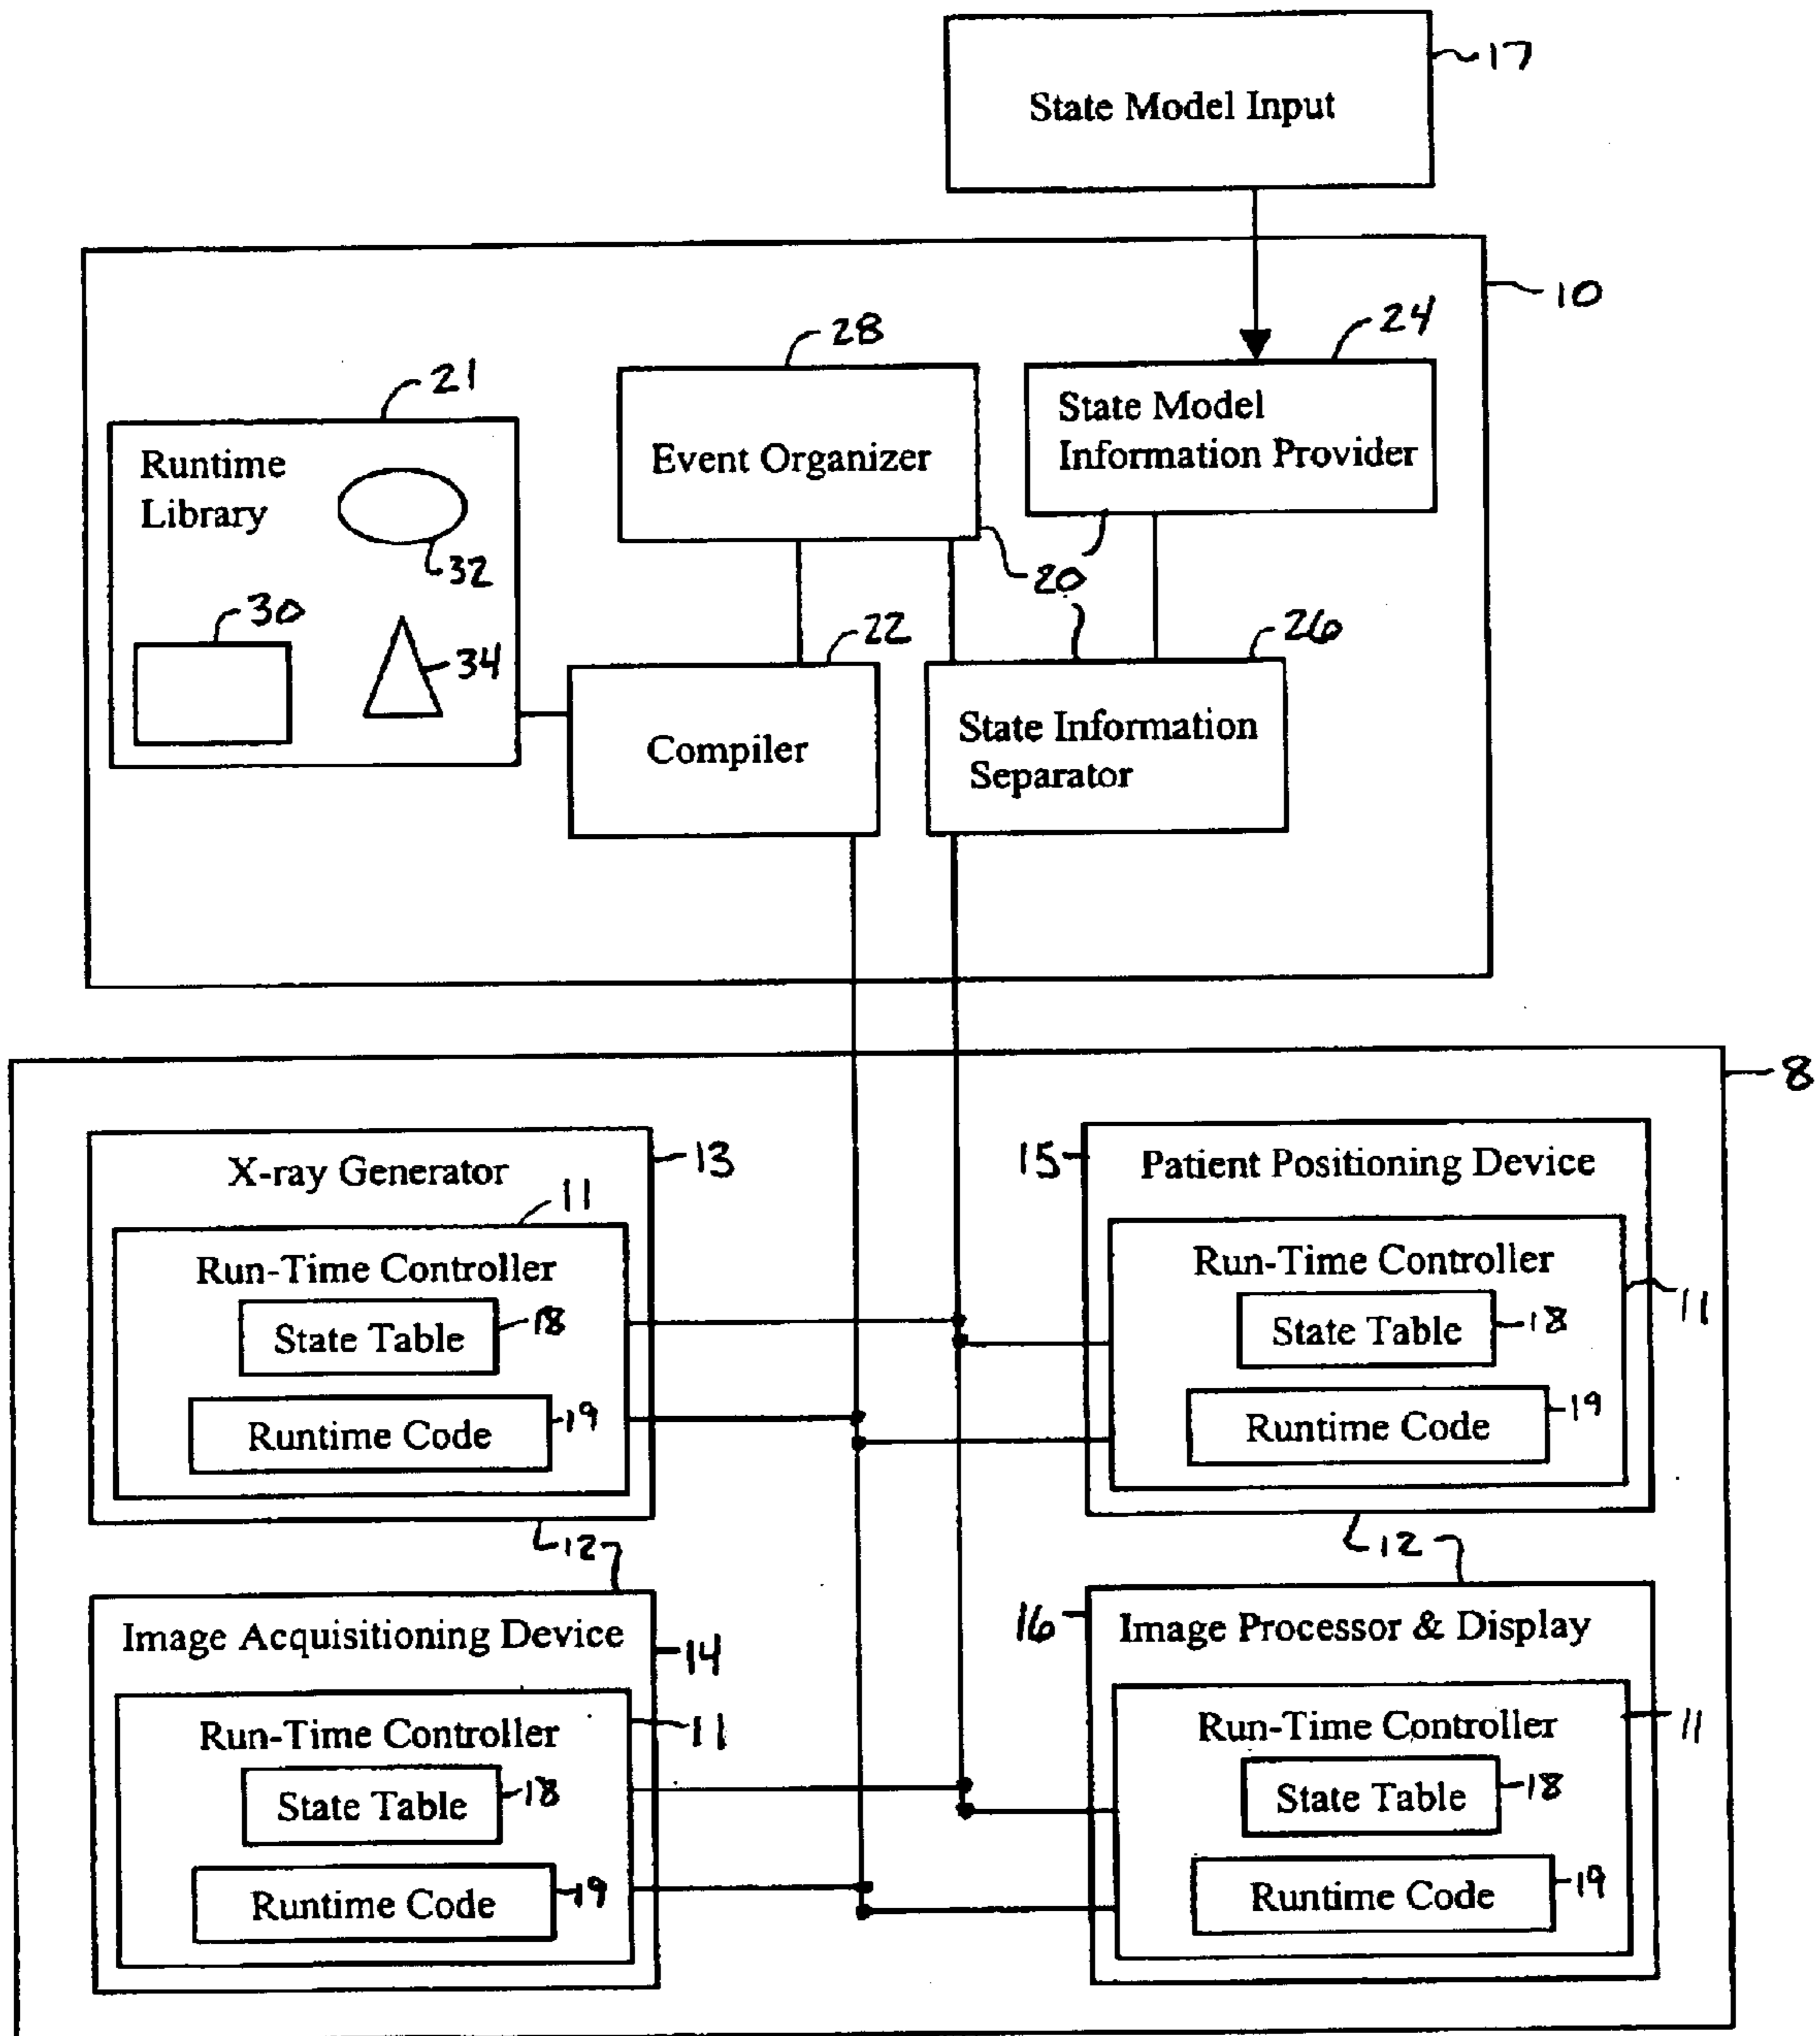 State Model Input
17
10
28
24
21
Runtime
Library
32
30
34
Event Organizer
State Model
Information Provider
20
22
26
Compiler
State Information
Separator
8
X-ray Generator
13
11
Run-Time Controller
State Table
18
Runtime Code
19
15
Patient Positioning Device
Run-Time Controller
11
State Table
18
Runtime Code
19
12
12
Image Acquisitioning Device
14
Run-Time Controller
11
State Table
18
Runtime Code
19
16
Image Processor & Display
Run-Time Controller
11
State Table
18
Runtime Code
19